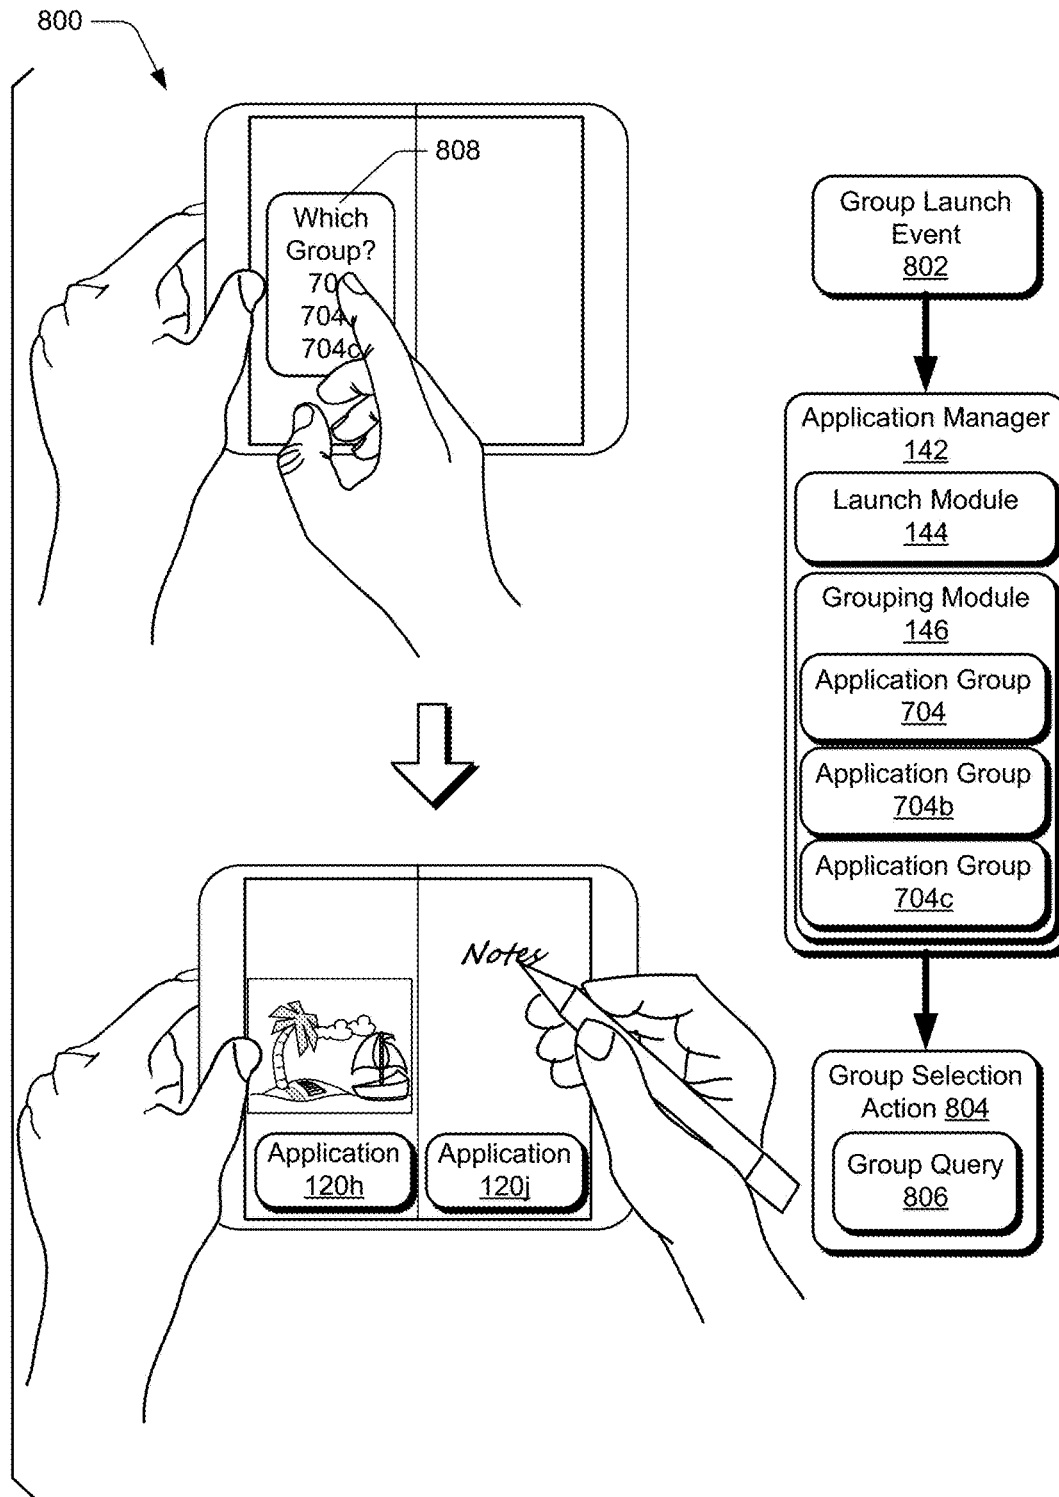 800
808
Which
Group?
70
704
704c
Group Launch
Event
802
Application Manager
142
Launch Module
144
Grouping Module
146
Application Group
704
Application Group
704b
Application Group
704c
Notes
Application
120h
Application
120j
Group Selection
Action 804
Group Query
806